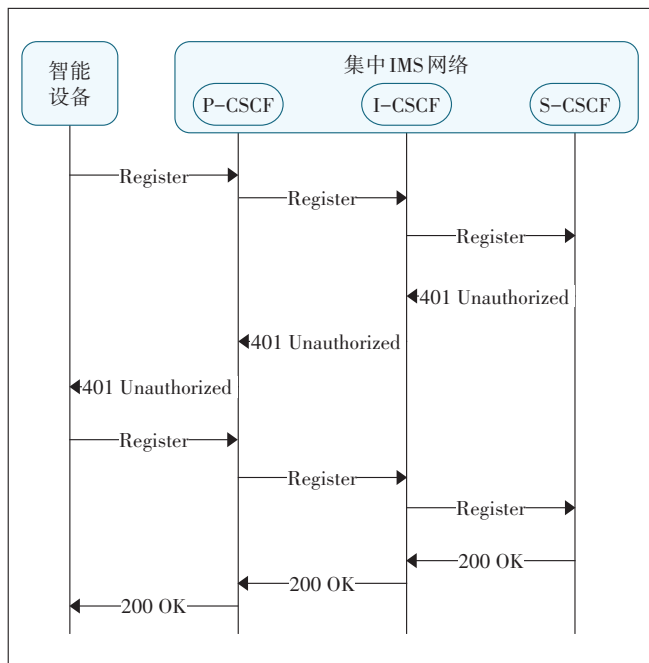 智能
设备
集中IMS网络
P-CSCF
I-CSCF
S-CSCF
Register
Register
Register
401 Unauthorized
401 Unauthorized
401 Unauthorized
Register
Register
Register
200 OK
200 OK
200 OK